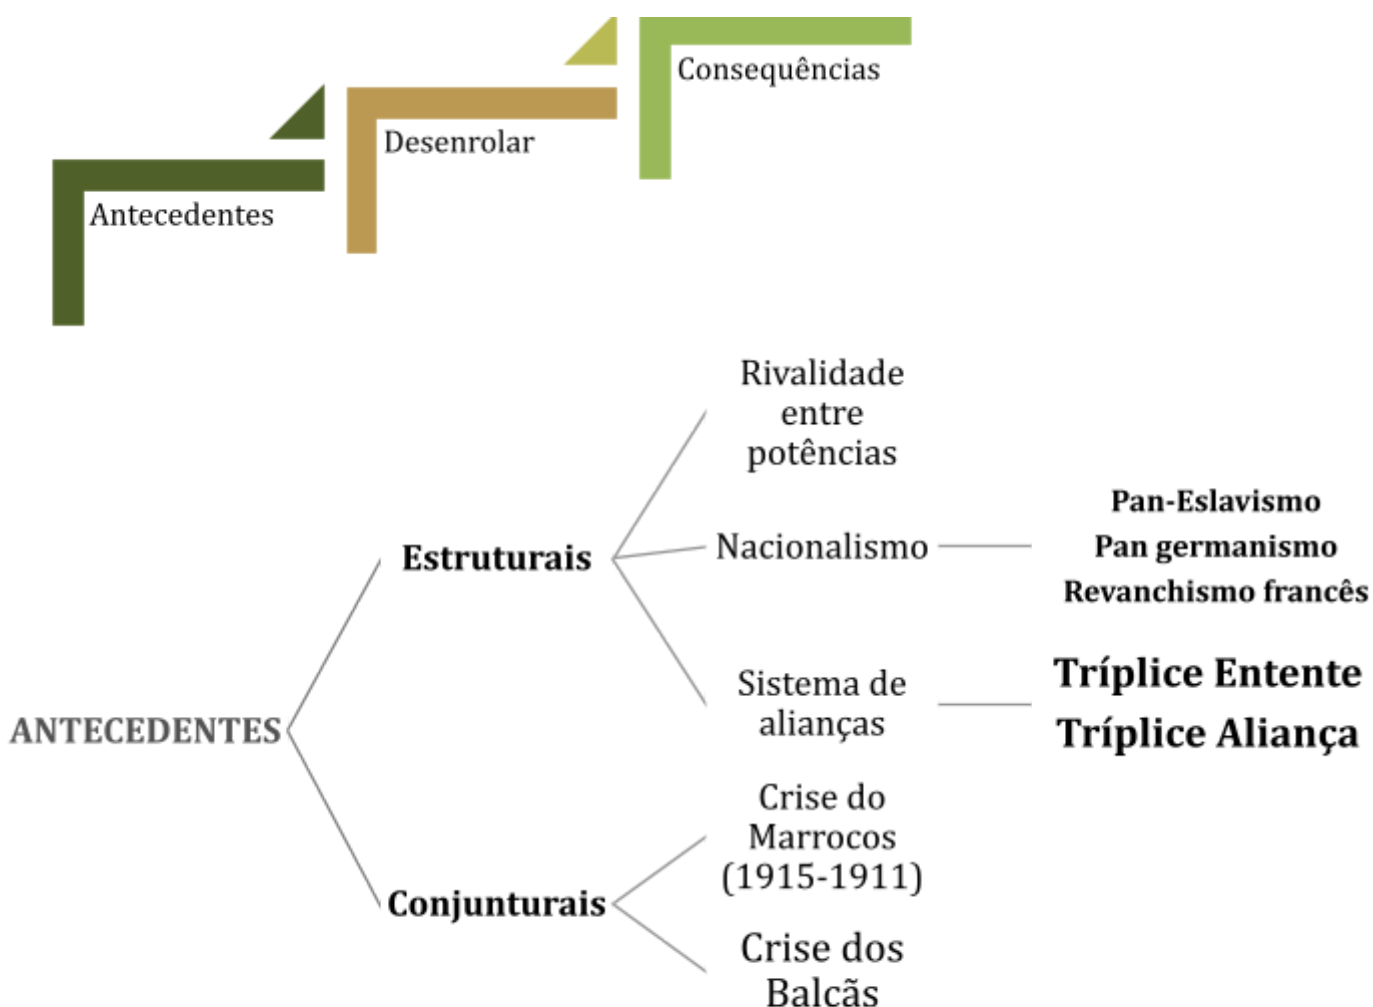 Consequências
Desenrolar
Antecedentes
Rivalidade
entre
potências
Pan-Eslavismo
Estruturais
Nacionalismo
Pan germanismo
Revanchismo francês
Sistema de
alianças
Tríplice Entente
Tríplice Aliança
ANTECEDENTES
Crise do
Marrocos
(1915-1911)
Conjunturais
Crise dos
Balcãs